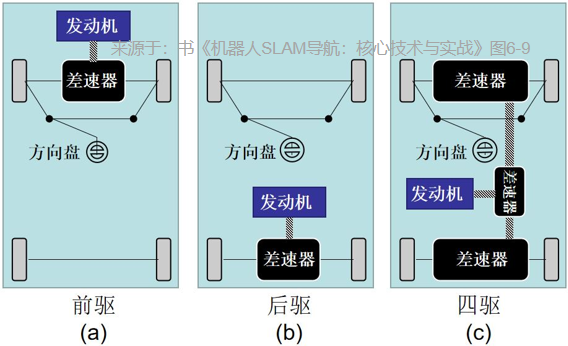 发动机
来源于：书《机器人SLAM导航：核心技术与实战》图6-9
差速器
方向盘
前驱
(a)
方向盘
发动机
差速器
后驱
(b)
差速器
方向盘
发动机
差速器
差速器
四驱
(c)